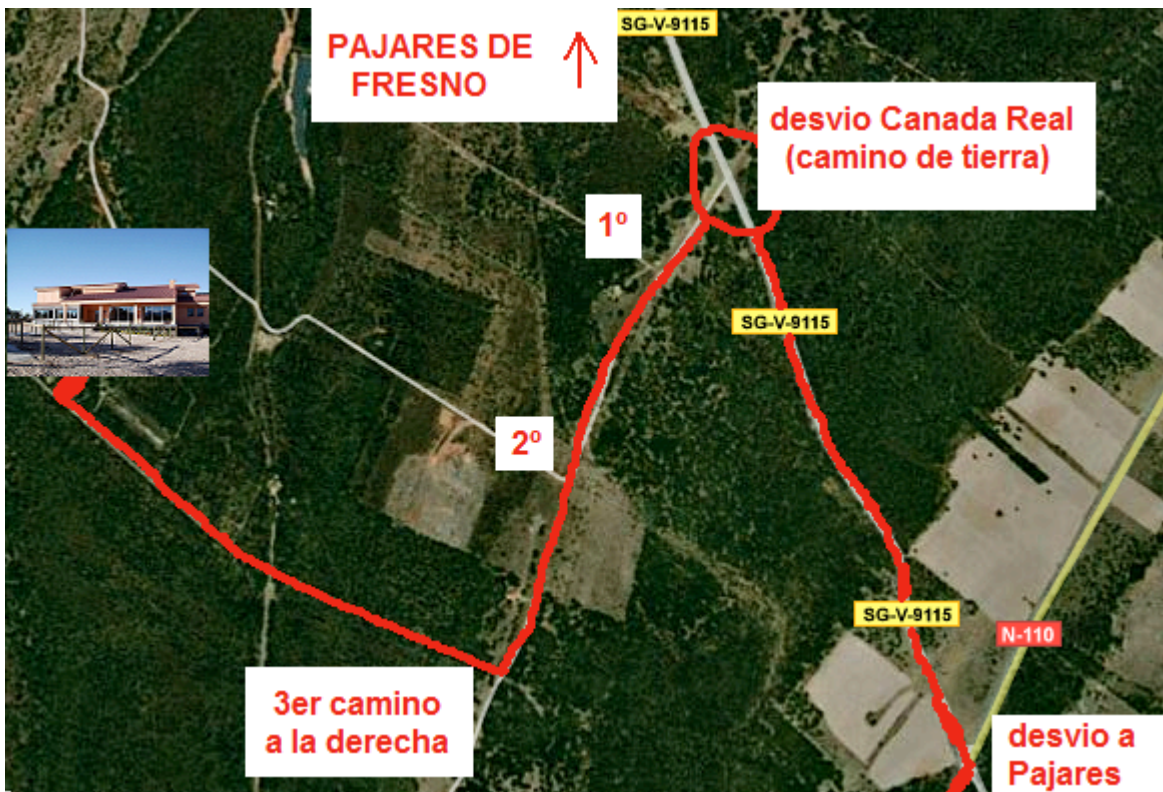 SG-V-9115
PAJARES DE
FRESNO
desvio Canada Real
(camino de tierra)
1º
SG-V-9115
2º
SG-V-9115
N-110
3er camino
a la derecha
desvio a
Pajares